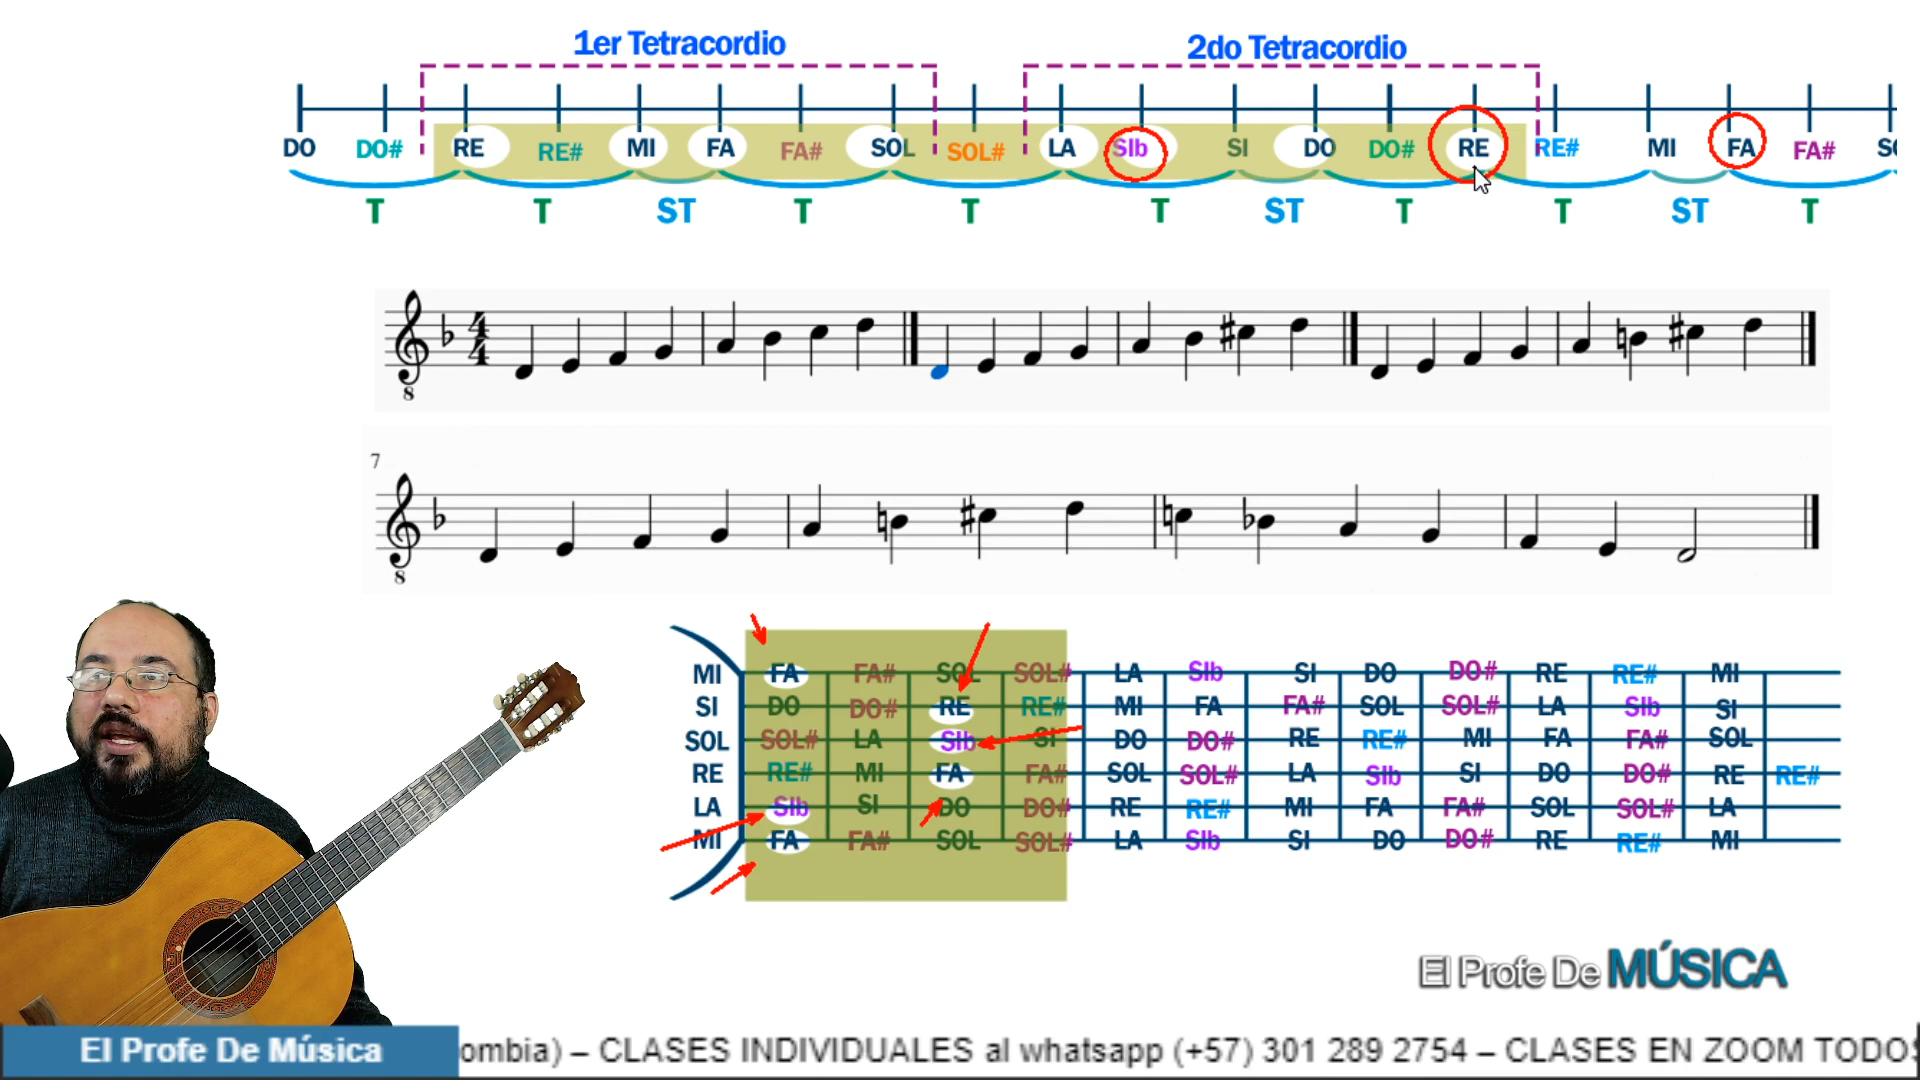 1er Tetracordio 2do Tetracordio
DO DO# RE RE# MI FA FA# SOL SOL# LA SIb SI DO DO# RE RE# MI FA FA#
T T ST T T T ST T T ST T
4
4
8
7
8
MI FA FA# SOL SOL# LA SIb SI DO DO# RE RE# MI
SI DO DO# RE RE# MI FA FA# SOL SOL# LA SIb SI
SOL SOL# LA SIb SI DO DO# RE RE# MI FA FA# SOL
RE RE# MI FA FA# SOL SOL# LA SIb SI DO DO# RE RE#
LA SIb SI DO DO# RE RE# MI FA FA# SOL SOL# LA
MI FA FA# SOL SOL# LA SIb SI DO DO# RE RE# MI
El Profe De MÚSICA
El Profe De Música ombia) – CLASES INDIVIDUALES al whatsapp (+57) 301 289 2754 – CLASES EN ZOOM TODOS